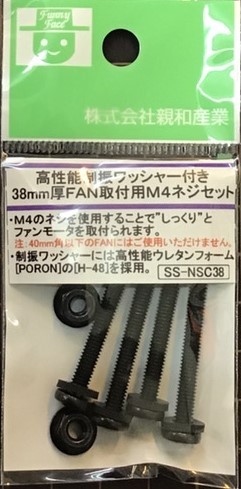 Funny
Face
株式会社親和産業
高性能制振ワッシャー付き
38mm厚FAN取付用M4ネジセット
・M4のネジを使用することで"しっくり"と
ファンモータを取付られます。
注:40mm角以下のFANにはご使用いただけません。
・制振ワッシャーには高性能ウレタンフォーム
[PORON]の[H-48]を採用。 SS-NSC38